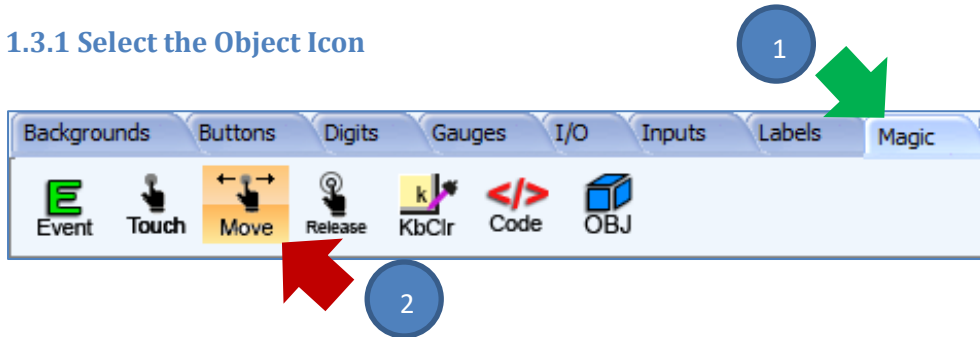 1.3.1 Select the Object Icon
1
Backgrounds Buttons Digits Gauges I/O Inputs Labels Magic
E k </>
Event Touch Move Release KbClr Code OBJ
2